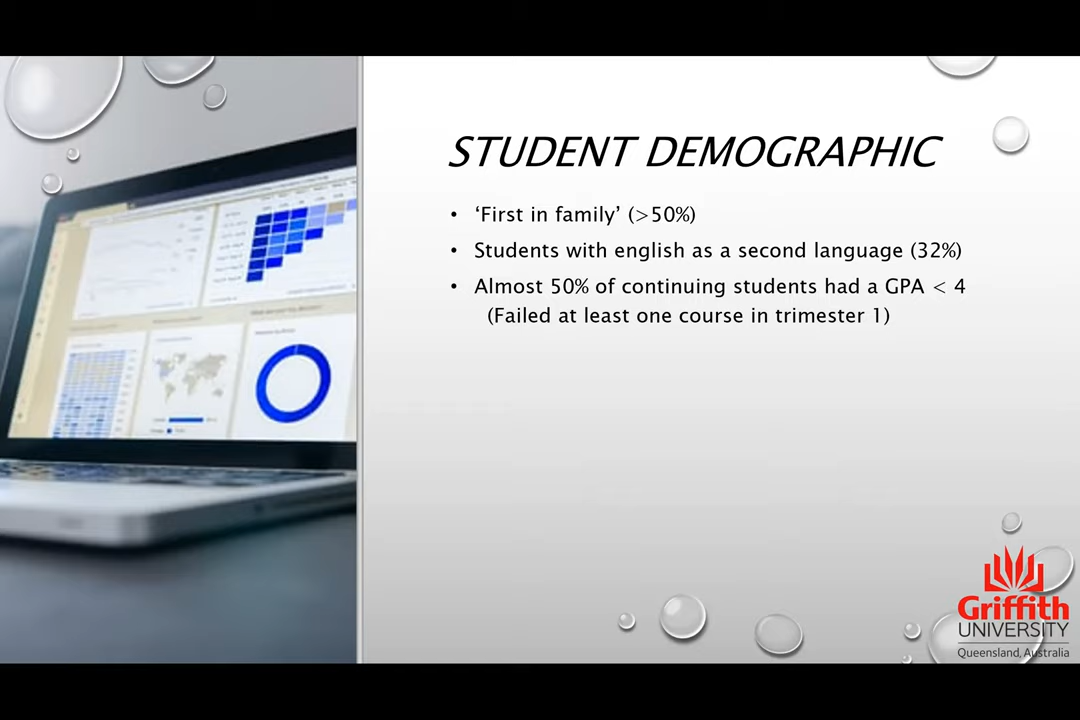 STUDENT DEMOGRAPHIC
• ‘First in family’ (>50%)
• Students with english as a second language (32%)
• Almost 50% of continuing students had a GPA < 4
(Failed at least one course in trimester 1)
Griffith
UNIVERSITY
Queensland, Australia